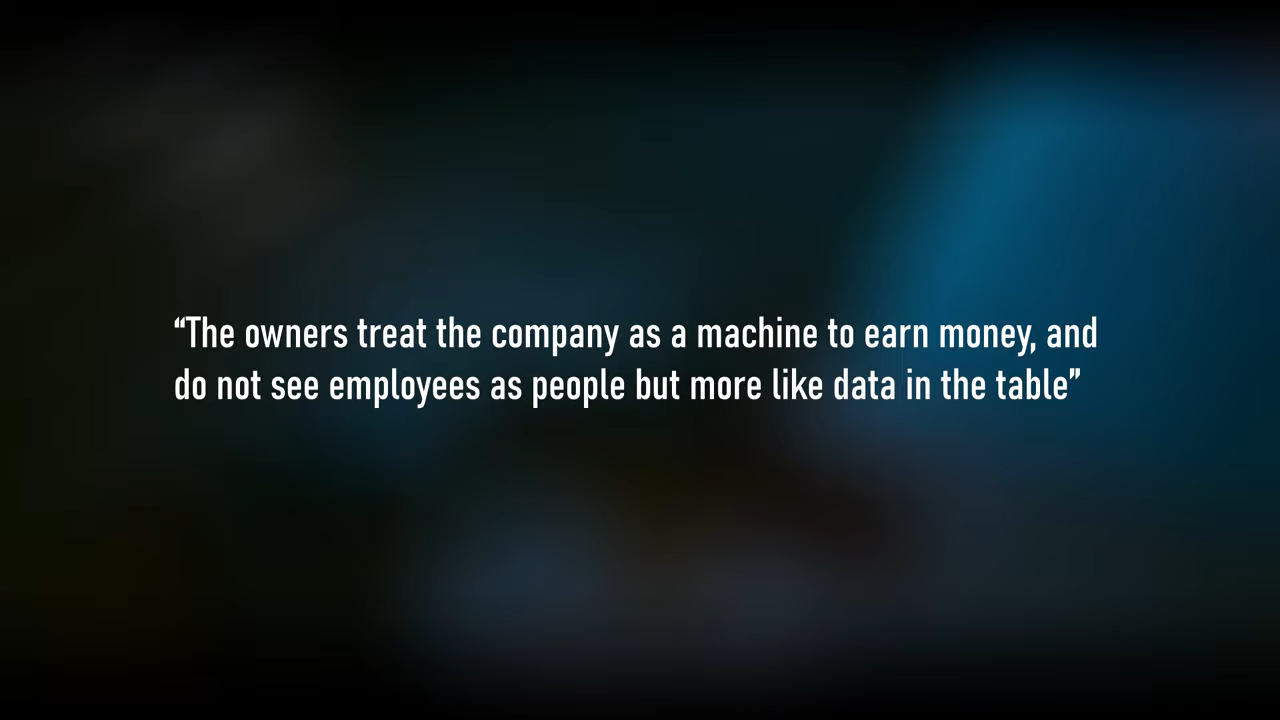 “The owners treat the company as a machine to earn money, and
do not see employees as people but more like data in the table”